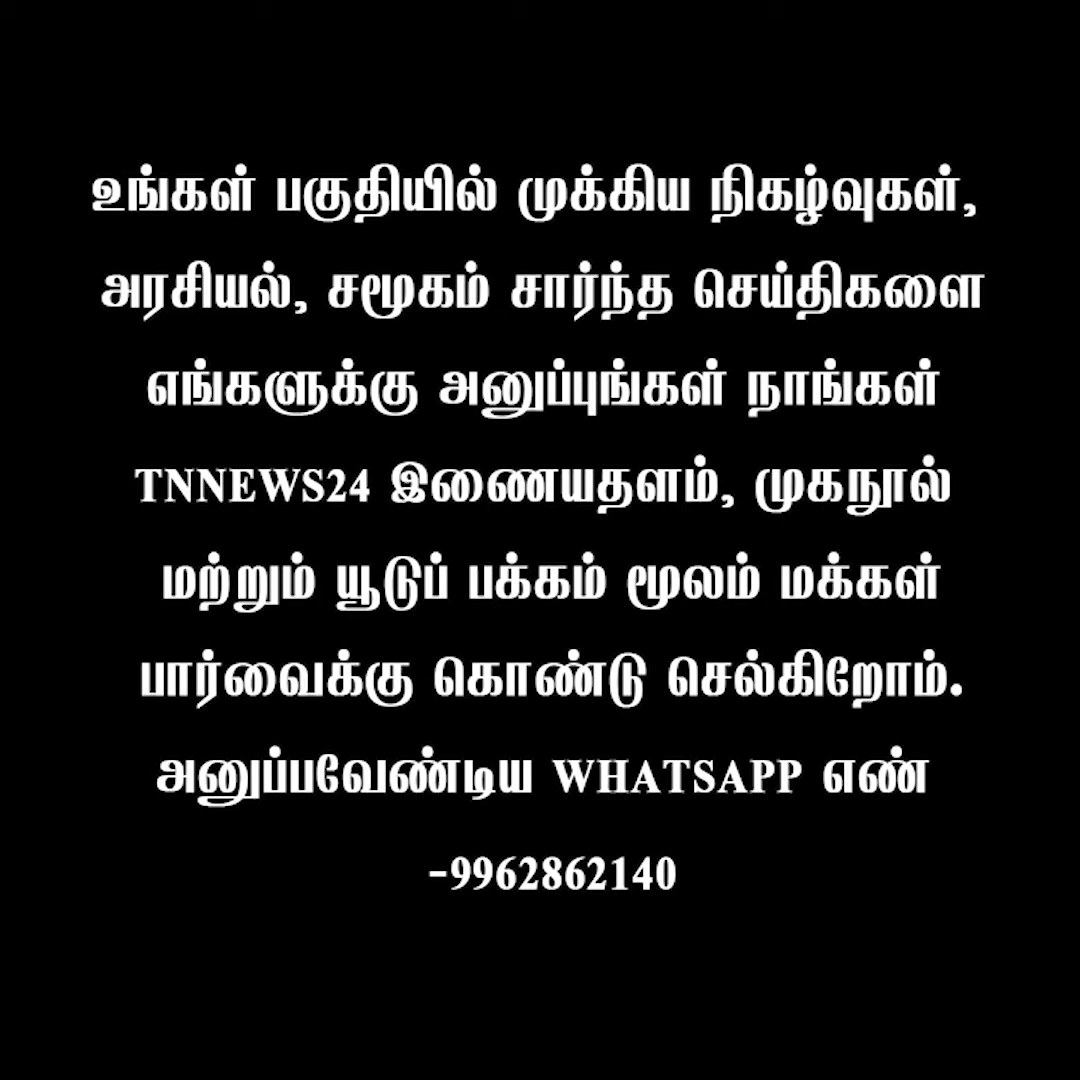 உங்கள் பகுதியில் முக்கிய நிகழ்வுகள்,
அரசியல், சமூகம் சார்ந்த செய்திகளை
எங்களுக்கு அனுப்புங்கள் நாங்கள்
TNNEWS24 இணையதளம், முகநூல்
மற்றும் யூடுப் பக்கம் மூலம் மக்கள்
பார்வைக்கு கொண்டு செல்கிறோம்.
அனுப்பவேண்டிய WHATSAPP எண்
-9962862140